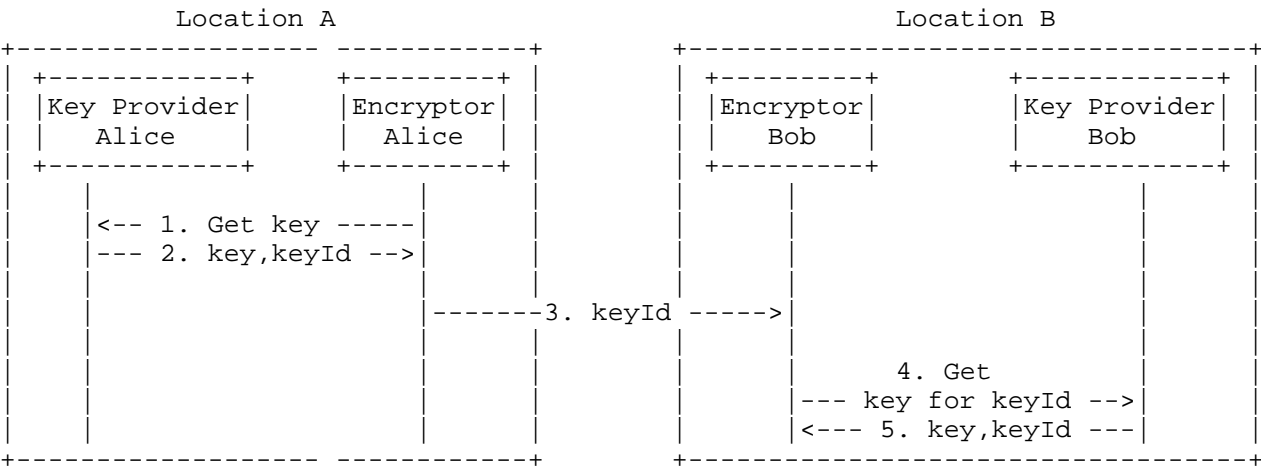 Location A
Location B
Key Provider Alice
Encryptor Alice
Encryptor Bob
Key Provider Bob
<-- 1. Get key -----
--- 2. key,keyId -->
-------3. keyId ----->
4. Get
--- key for keyId -->
<--- 5. key,keyId ---